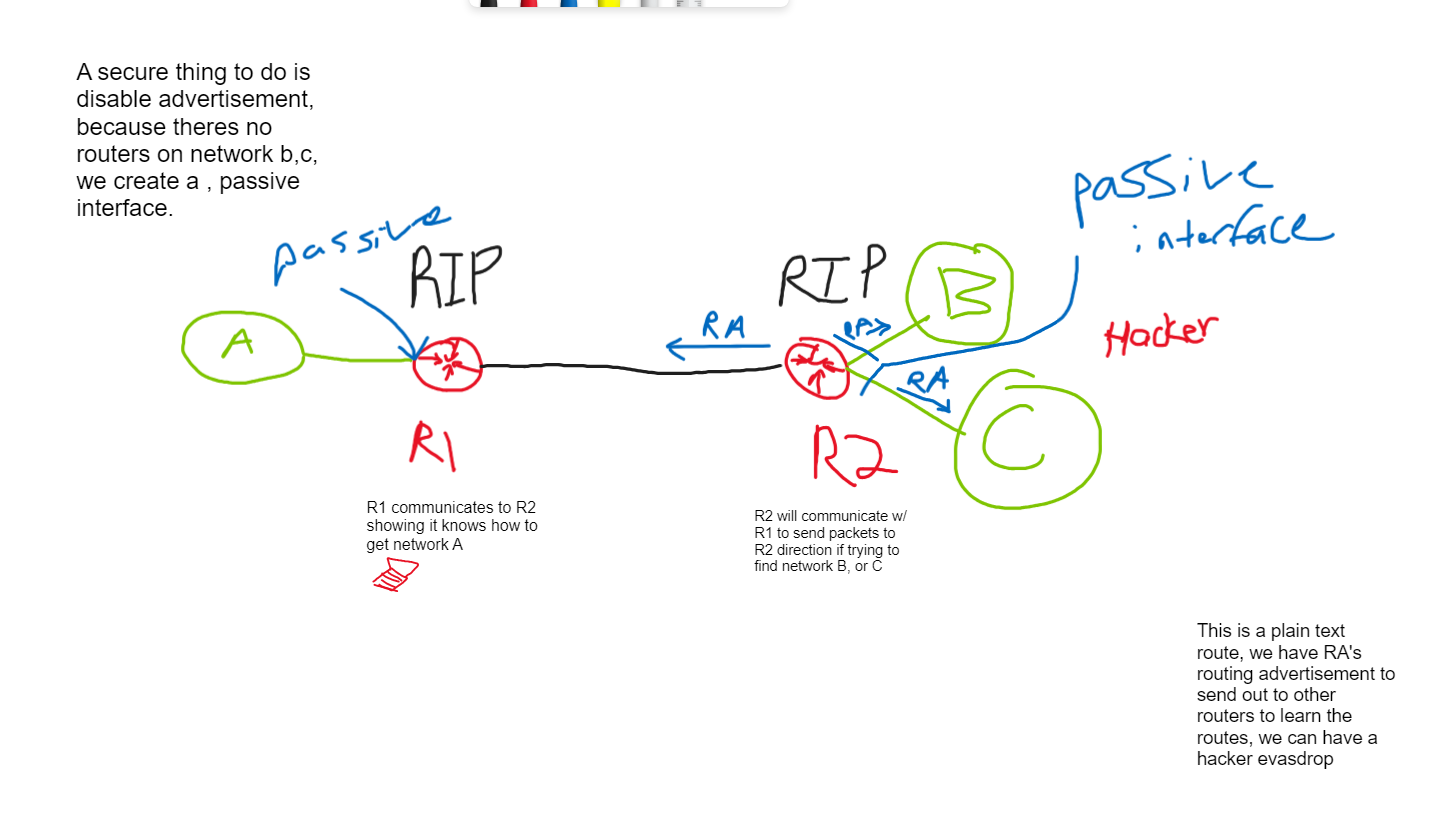 A secure thing to do is
disable advertisement,
because theres no
routers on network b,c,
we create a , passive
interface.
passive
RIP
RIP
B
passive
interface
A
RA
RA
Hacker
RA
C
R1
R2
R1 communicates to R2
showing it knows how to
get network A
R2 will communicate w/
R1 to send packets to
R2 direction if trying to
find network B, or C
This is a plain text
route, we have RA's
routing advertisement to
send out to other
routers to learn the
routes, we can have a
hacker evasdrop